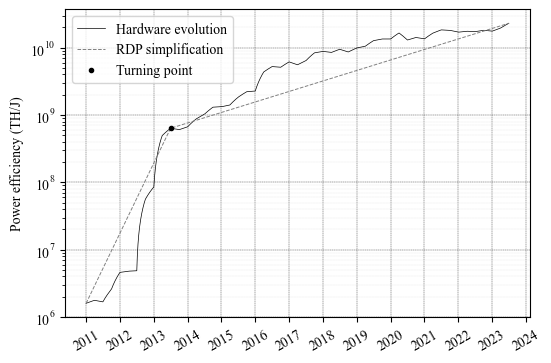 Hardware evolution
RDP simplification
Turning point
Power efficiency (TH/J)
10^10
10^9
10^8
10^7
10^6
2011 2012 2013 2014 2015 2016 2017 2018 2019 2020 2021 2022 2023 2024